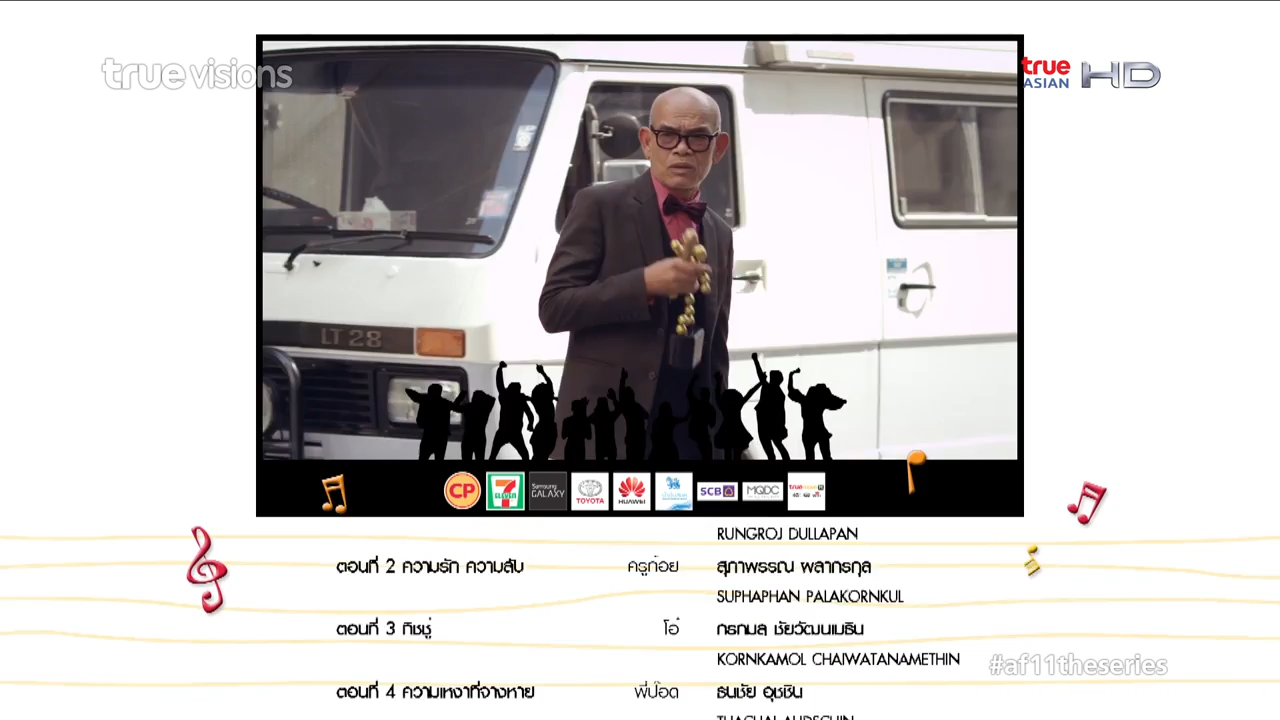 true visions
true
ASIAN HD
LT 28
CP
7
ELEVEN
Samsung
GALAXY
TOYOTA
HUAWEI
SCB
MQDC
RUNGROJ DULLAPAN
ตอนที่ 2 ความรัก ความลับ ครูก้อย สุภาพรรณ ผลากรกุล
SUPHAPHAN PALAKORNKUL
ตอนที่ 3 ทิชชู่ โอ๋ กรกมล ชัยวัฒนเมธิน
KORNKAMOL CHAIWATANAMETHIN
#af11theseries
ตอนที่ 4 ความเหงาที่จางหาย พี่ป๊อด ธนชัย อุชชิน